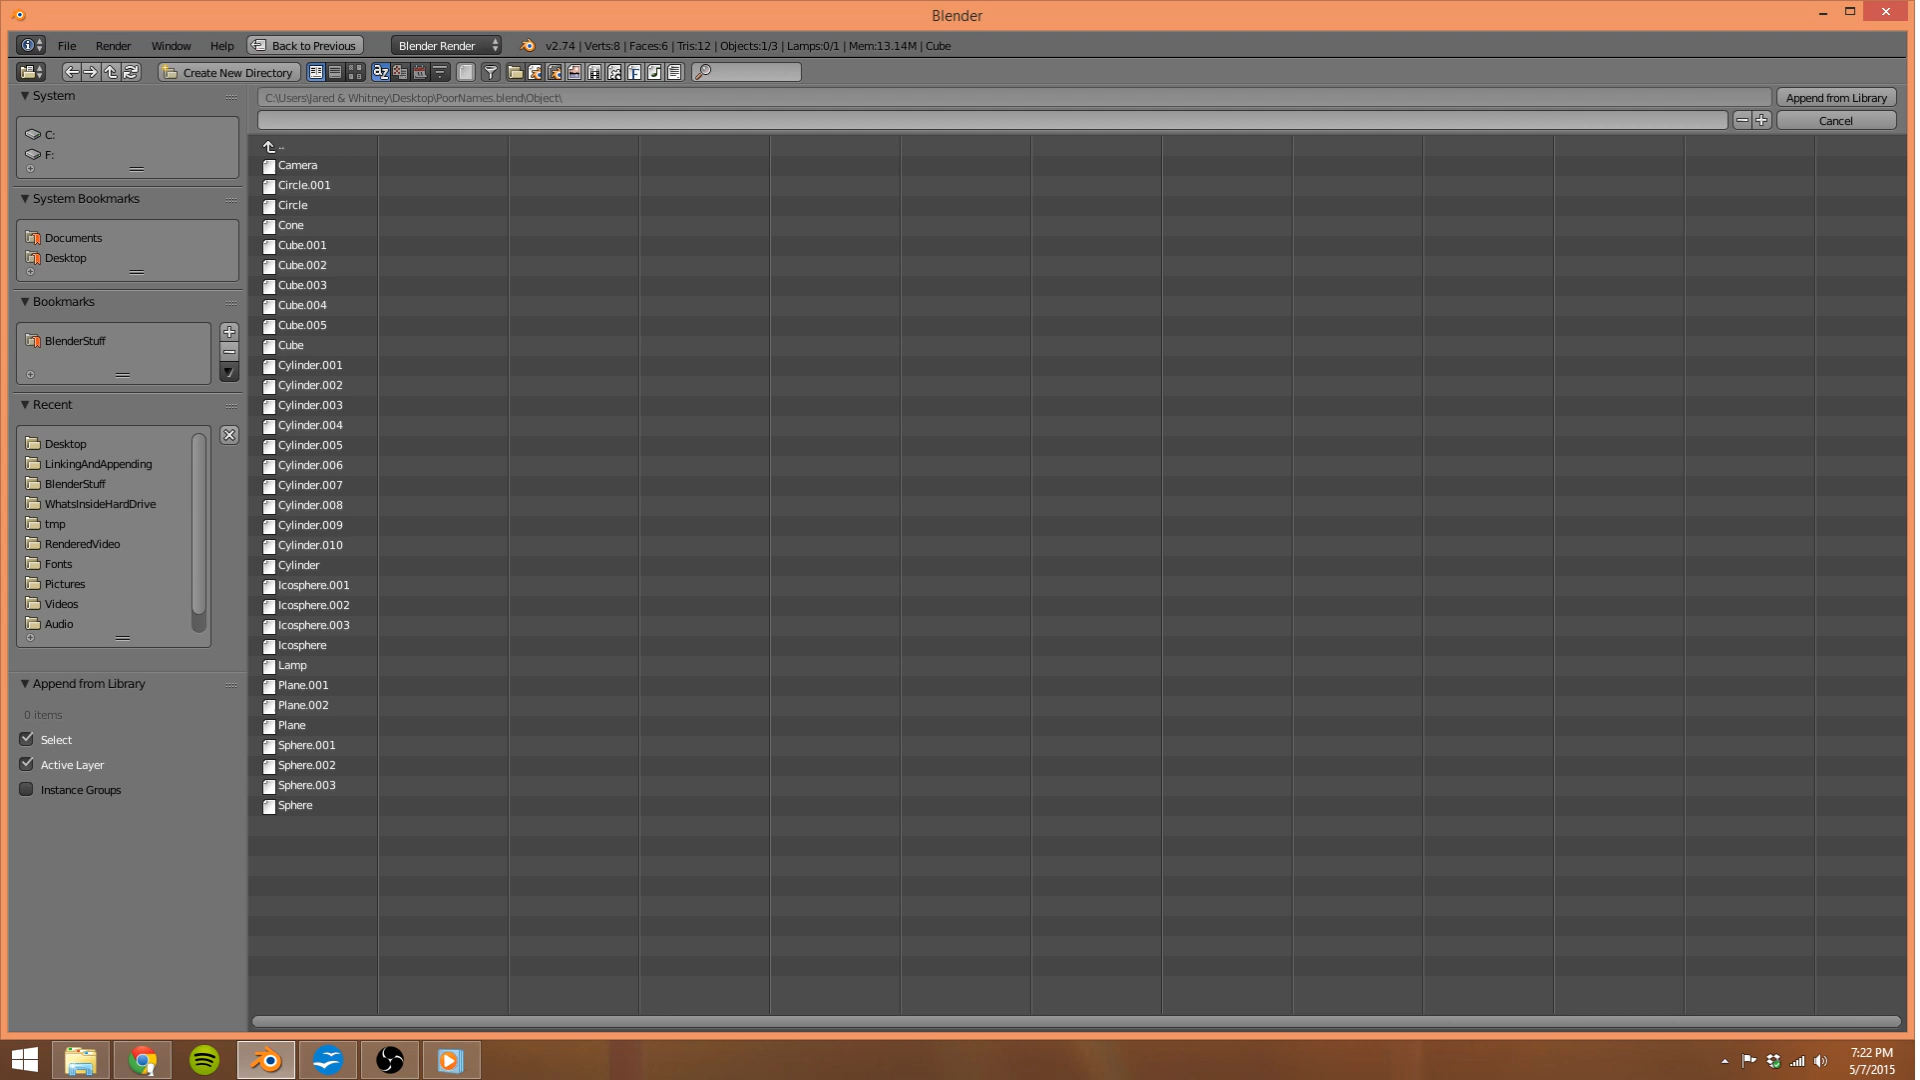 Blender
File Render Window Help Back to Previous Blender Render v2.74 | Verts:8 | Faces:6 | Tris:12 | Objects:1/3 | Lamps:0/1 | Mem:13.14M | Cube
Create New Directory
System
C:\Users\Jared & Whitney\Desktop\PoorNames.blend\Object\
Append from Library
Cancel
C:
F:
System Bookmarks
Documents
Desktop
Bookmarks
BlenderStuff
Recent
Desktop
LinkingAndAppending
BlenderStuff
WhatsInsideHardDrive
tmp
RenderedVideo
Fonts
Pictures
Videos
Audio
Append from Library
0 items
Select
Active Layer
Instance Groups
..
Camera
Circle.001
Circle
Cone
Cube.001
Cube.002
Cube.003
Cube.004
Cube.005
Cube
Cylinder.001
Cylinder.002
Cylinder.003
Cylinder.004
Cylinder.005
Cylinder.006
Cylinder.007
Cylinder.008
Cylinder.009
Cylinder.010
Cylinder
Icosphere.001
Icosphere.002
Icosphere.003
Icosphere
Lamp
Plane.001
Plane.002
Plane
Sphere.001
Sphere.002
Sphere.003
Sphere
7:22 PM
5/7/2015